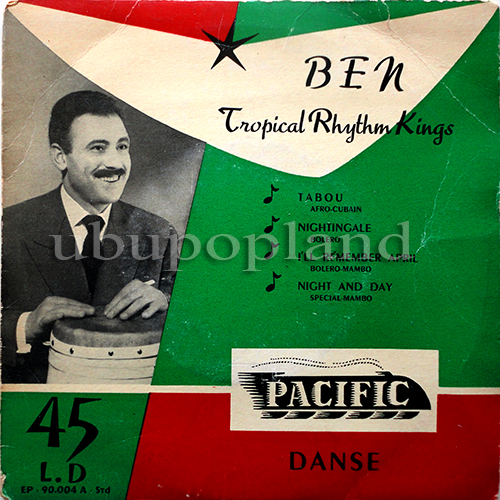 BEN
Tropical Rhythm Kings
TABOU
AFRO-CUBAIN
NIGHTINGALE
BOLERO
I'LL REMEMBER APRIL
BOLERO-MAMBO
NIGHT AND DAY
SPECIAL-MAMBO
ubupopland
PACIFIC
45
L.D
EP - 90.004 A - Std
DANSE